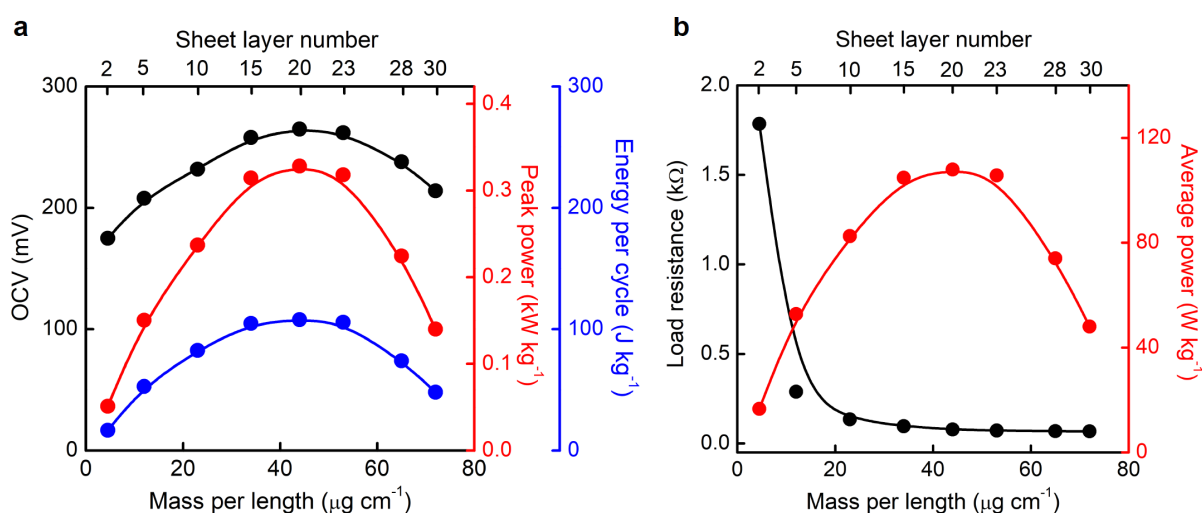 a
Sheet layer number
2 5 10 15 20 23 28 30
300
200
100
0
OCV (mV)
0 20 40 60 80
Mass per length (μg cm⁻¹)
0.4
0.3
0.2
0.1
0.0
Peak power (kW kg⁻¹)
300
200
100
0
Energy per cycle (J kg⁻¹)
b
Sheet layer number
2 5 10 15 20 23 28 30
2.0
1.5
1.0
0.5
0.0
Load resistance (kΩ)
0 20 40 60 80
Mass per length (μg cm⁻¹)
120
80
40
0
Average power (W kg⁻¹)